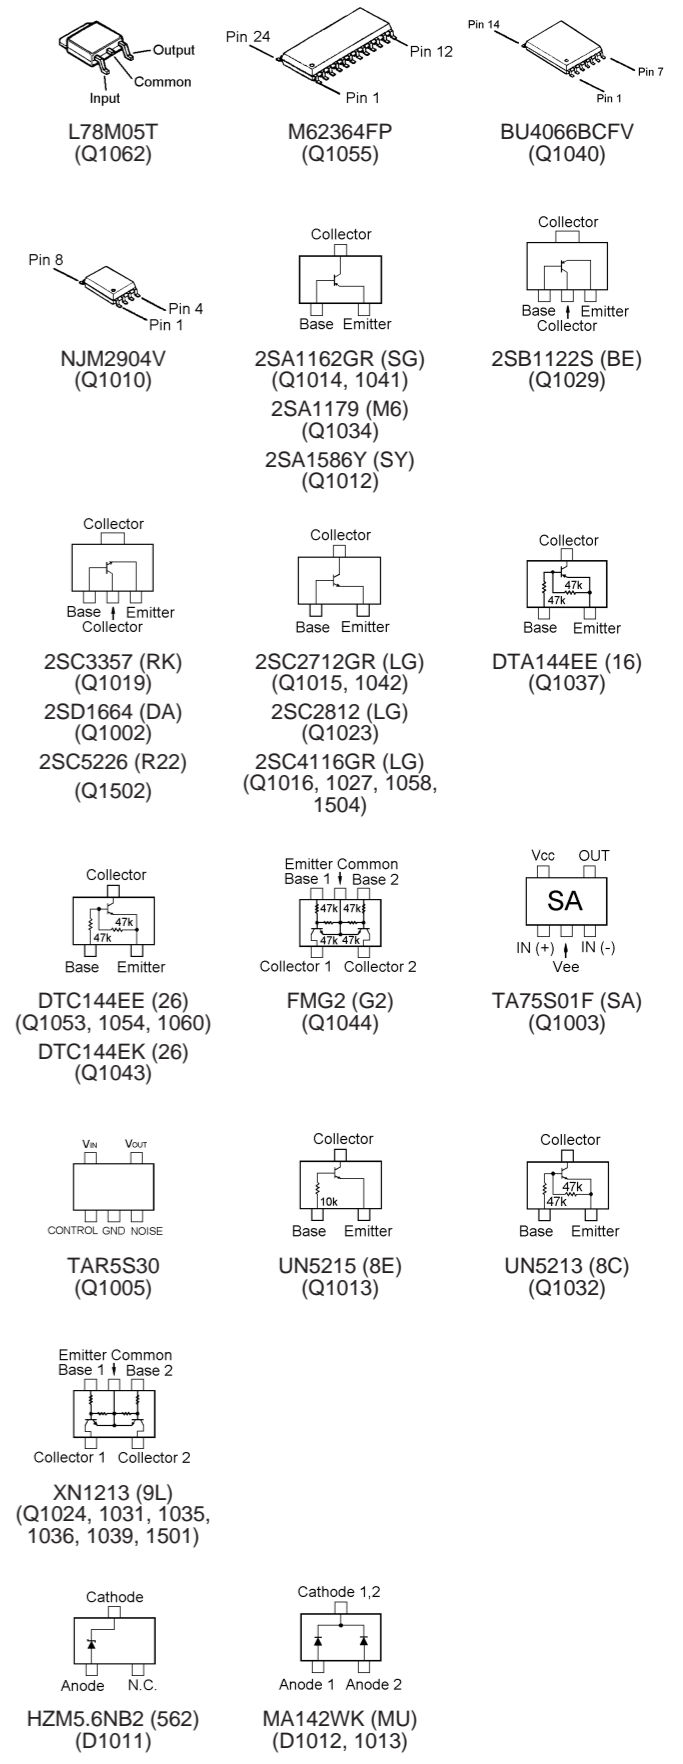 Output
Common
Input
L78M05T
(Q1062)
Pin 24
Pin 12
Pin 1
M62364FP
(Q1055)
Pin 14
Pin 7
Pin 1
BU4066BCFV
(Q1040)
Pin 8
Pin 4
Pin 1
NJM2904V
(Q1010)
Collector
Base Emitter
2SA1162GR (SG)
(Q1014, 1041)
2SA1179 (M6)
(Q1034)
2SA1586Y (SY)
(Q1012)
Collector
Base Emitter
Collector
2SB1122S (BE)
(Q1029)
Collector
Base Emitter
Collector
2SC3357 (RK)
(Q1019)
2SD1664 (DA)
(Q1002)
2SC5226 (R22)
(Q1502)
Collector
Base Emitter
2SC2712GR (LG)
(Q1015, 1042)
2SC2812 (LG)
(Q1023)
2SC4116GR (LG)
(Q1016, 1027, 1058,
1504)
Collector
47k
47k
Base Emitter
DTA144EE (16)
(Q1037)
Collector
47k
47k
Base Emitter
DTC144EE (26)
(Q1053, 1054, 1060)
DTC144EK (26)
(Q1043)
Emitter Common
Base 1 Base 2
47k 47k
47k 47k
Collector 1 Collector 2
FMG2 (G2)
(Q1044)
Vcc OUT
SA
IN (+) IN (-)
Vee
TA75S01F (SA)
(Q1003)
VIN VOUT
CONTROL GND NOISE
TAR5S30
(Q1005)
Collector
10k
Base Emitter
UN5215 (8E)
(Q1013)
Collector
47k
47k
Base Emitter
UN5213 (8C)
(Q1032)
Emitter Common
Base 1 Base 2
Collector 1 Collector 2
XN1213 (9L)
(Q1024, 1031, 1035,
1036, 1039, 1501)
Cathode
Anode N.C.
HZM5.6NB2 (562)
(D1011)
Cathode 1,2
Anode 1 Anode 2
MA142WK (MU)
(D1012, 1013)